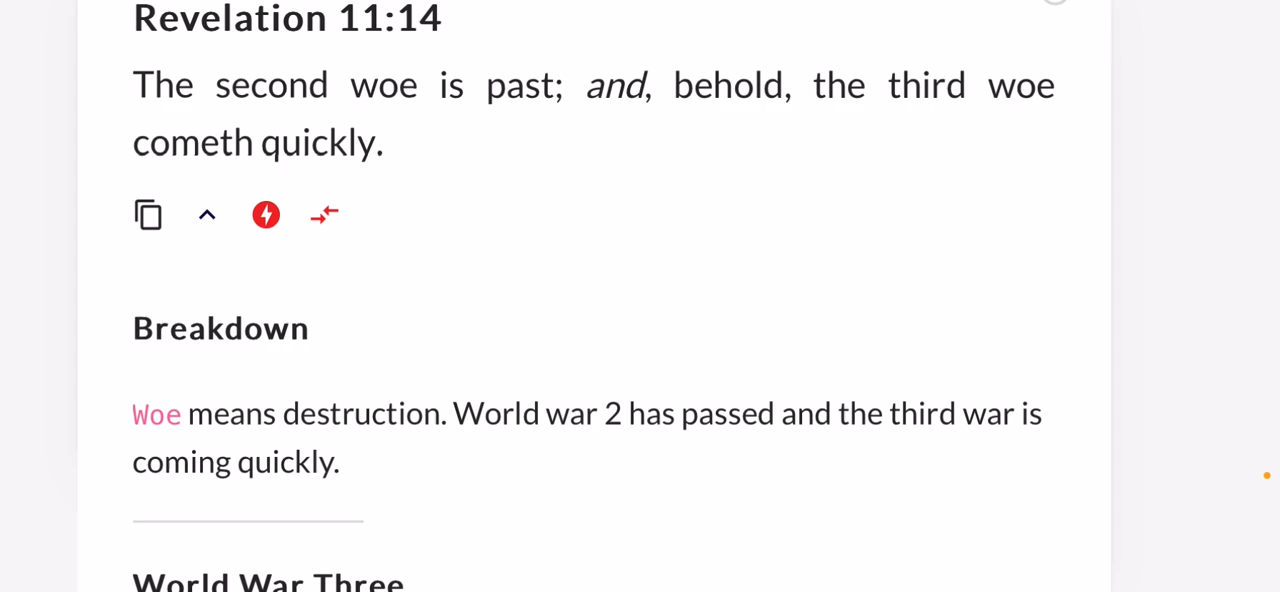 Revelation 11:14
The second woe is past; and, behold, the third woe
cometh quickly.
Breakdown
Woe means destruction. World war 2 has passed and the third war is
coming quickly.
World War Three